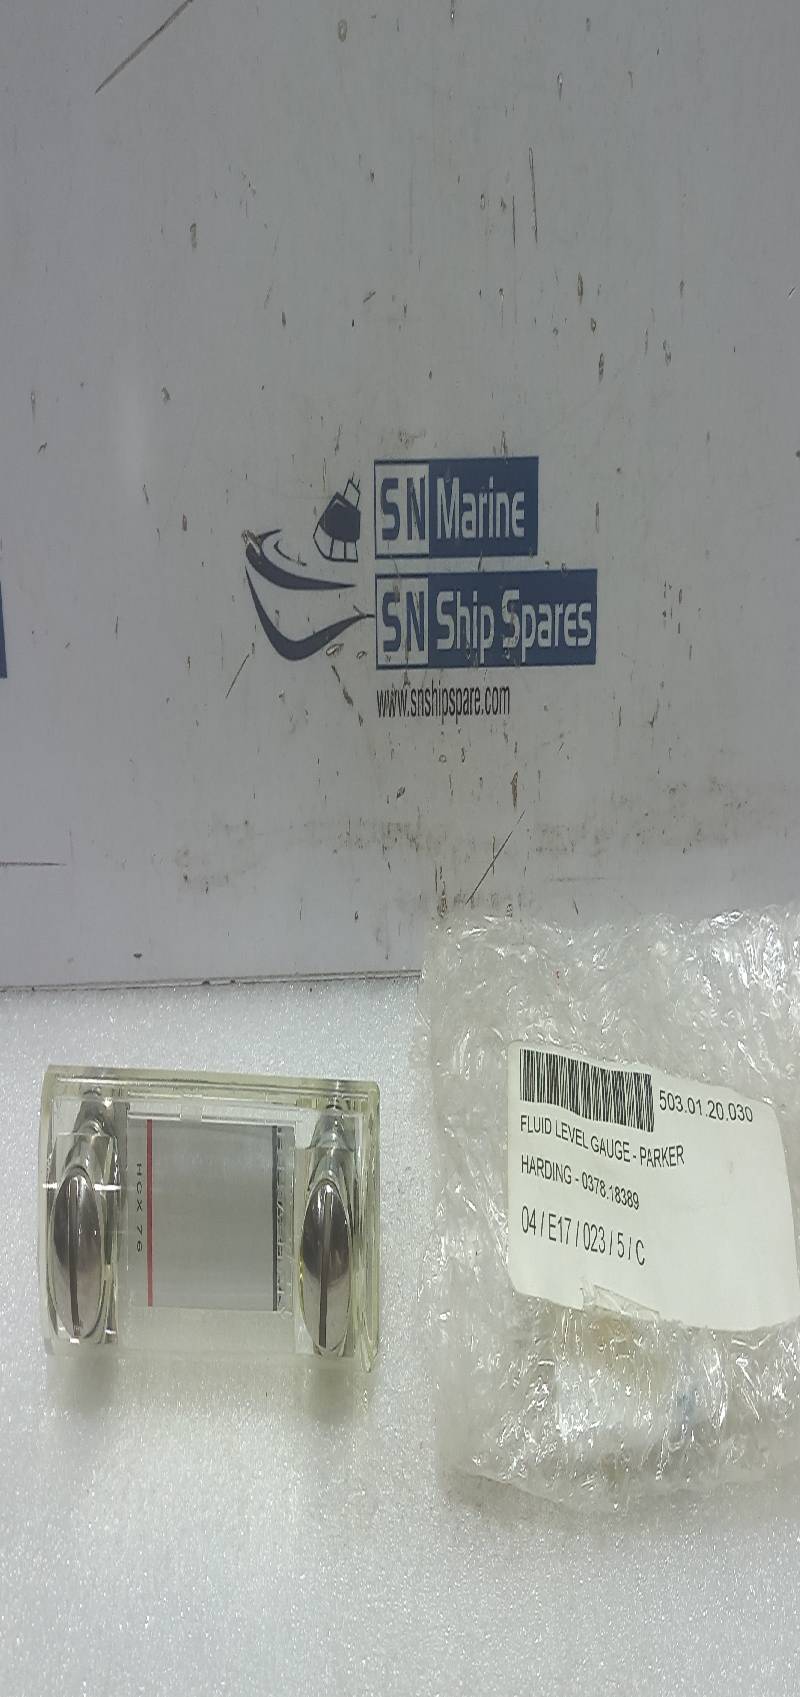 SN Marine
SN Ship Spares
www.snshipspare.com
503.01.20.030
FLUID LEVEL GAUGE - PARKER
HARDING - 0378.18389
04 / E17 / 023 / 5 / C
HCX 76